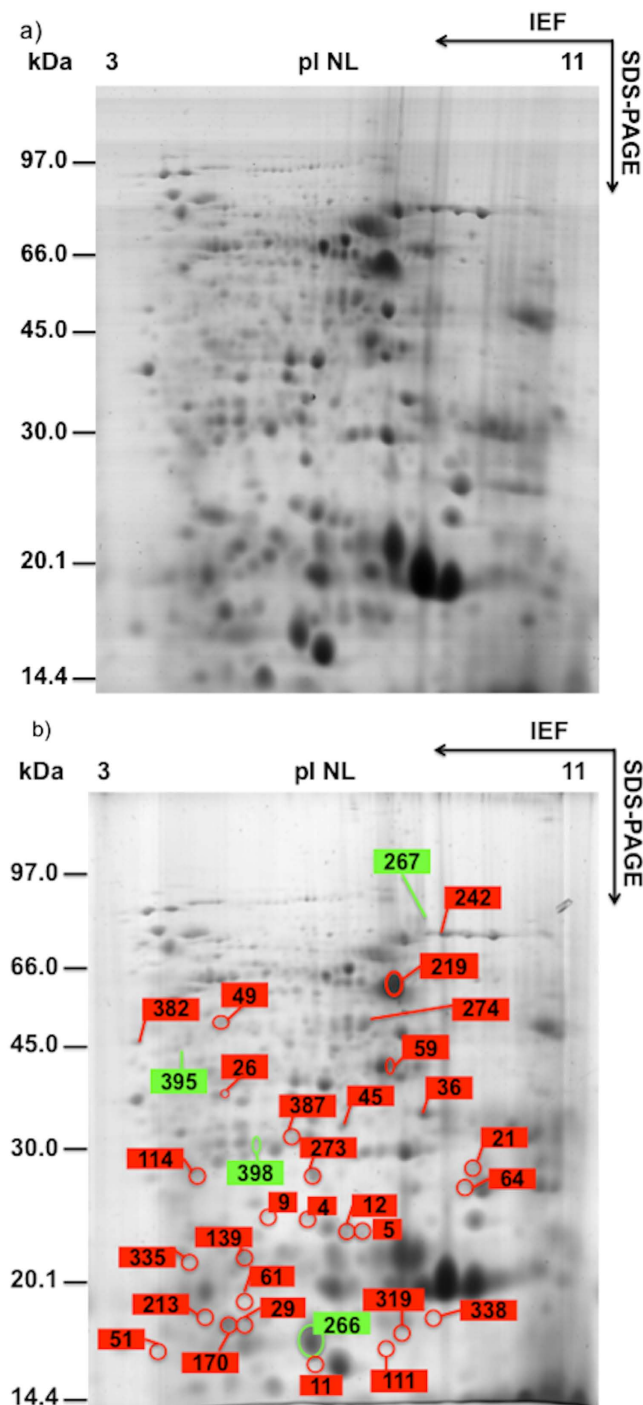 a)
IEF
kDa 3 pI NL 11
SDS-PAGE
97.0
66.0
45.0
30.0
20.1
14.4
b)
IEF
kDa 3 pI NL 11
SDS-PAGE
97.0
267
242
66.0
219
382 49 274
45.0
59
395 26 45 36
387
30.0
21
114 398 273
64
9 4 12 5
139
335
20.1
61
213 29 319 338
51
266
170 11 111
14.4